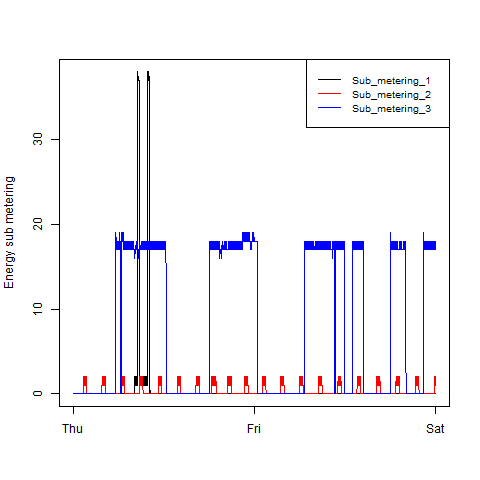 Sub_metering_1
Sub_metering_2
Sub_metering_3
Energy sub metering
30
20
10
0
Thu Fri Sat